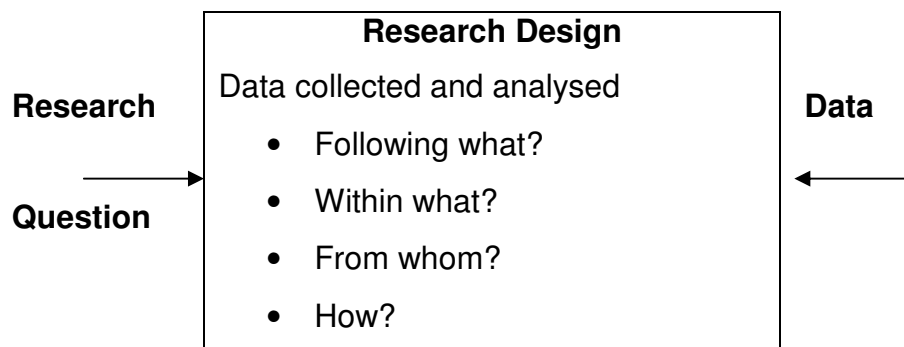 Research Design
Data collected and analysed
Research
Data
• Following what?
• Within what?
Question
• From whom?
• How?